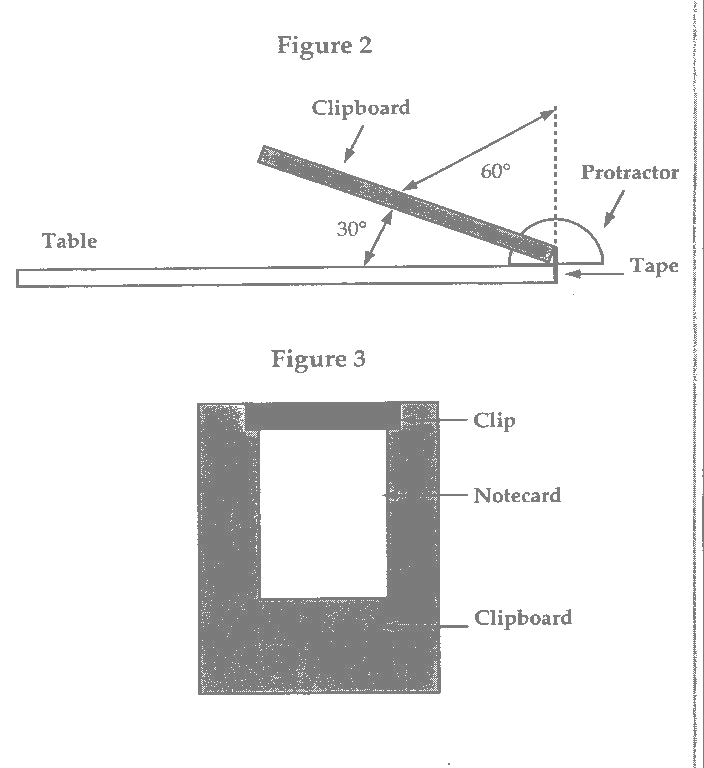 Figure 2
Clipboard
60°
Protractor
30°
Table
Tape
Figure 3
Clip
Notecard
Clipboard